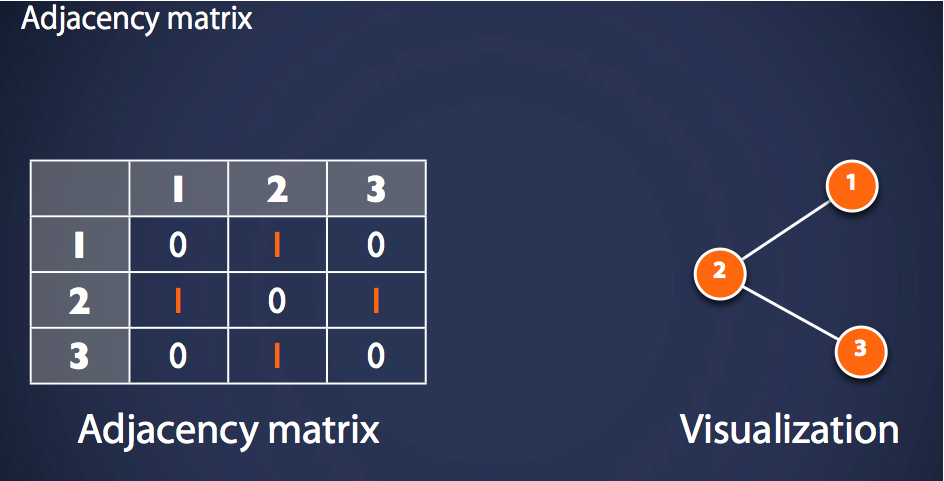 Adjacency matrix
1 2 3
1 0 1 0
2 1 0 1
3 0 1 0
1
2
3
Adjacency matrix
Visualization